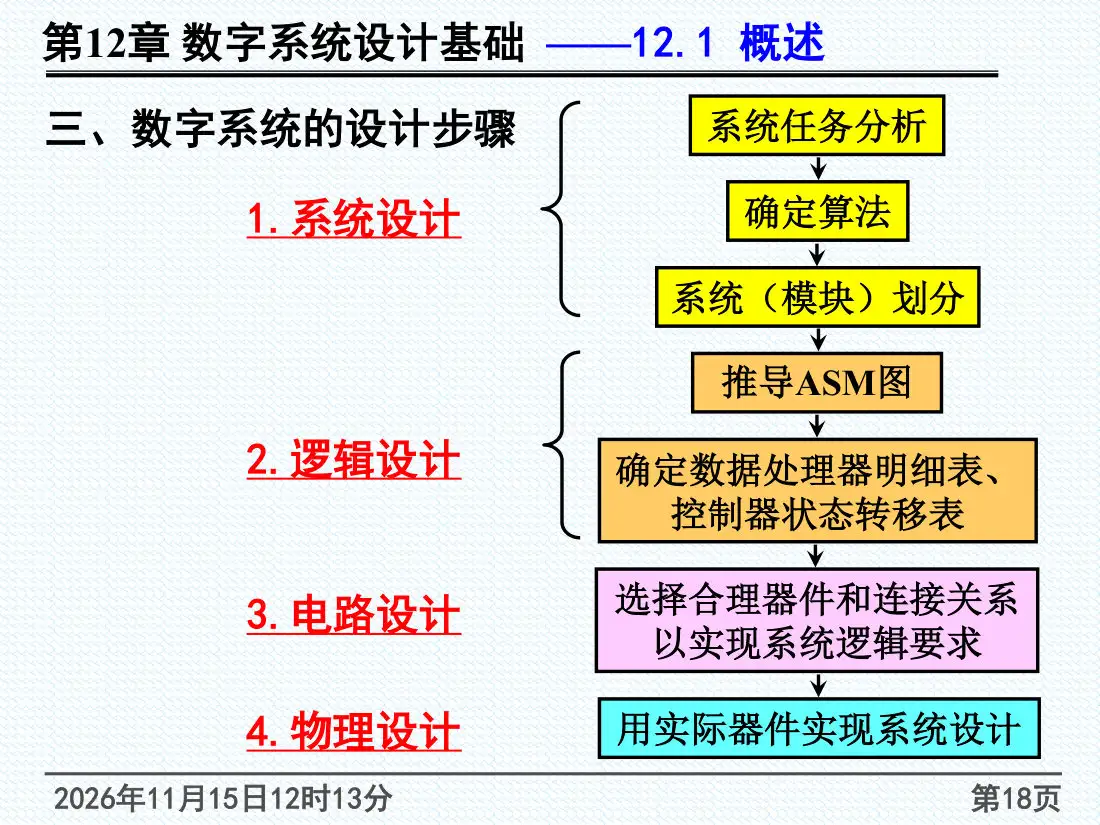 第12章 数字系统设计基础 ——12.1 概述
三、数字系统的设计步骤
1.系统设计
系统任务分析
确定算法
系统（模块）划分
2.逻辑设计
推导ASM图
确定数据处理器明细表、
控制器状态转移表
3.电路设计
选择合理器件和连接关系
以实现系统逻辑要求
4.物理设计
用实际器件实现系统设计
2026年11月15日12时13分
第18页